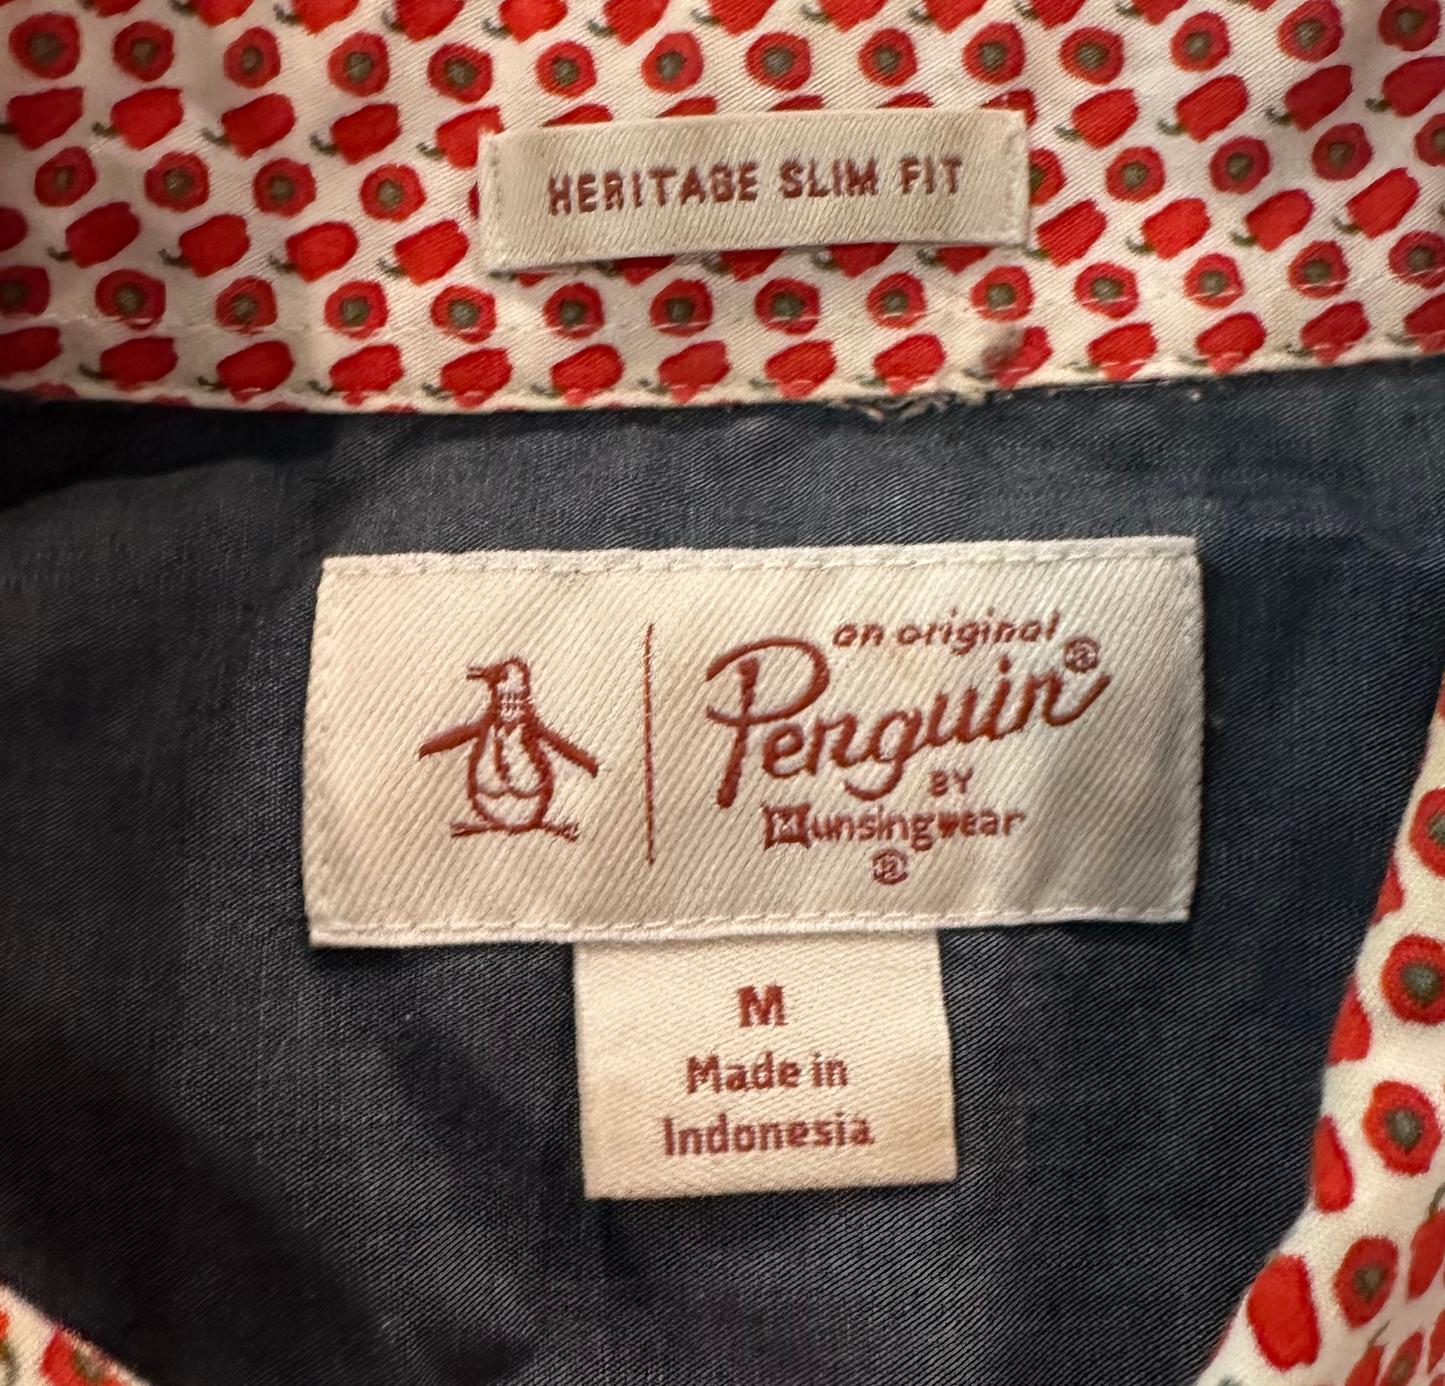 HERITAGE SLIM FIT
an original
Penguin®
BY
Munsingwear
®
M
Made in
Indonesia